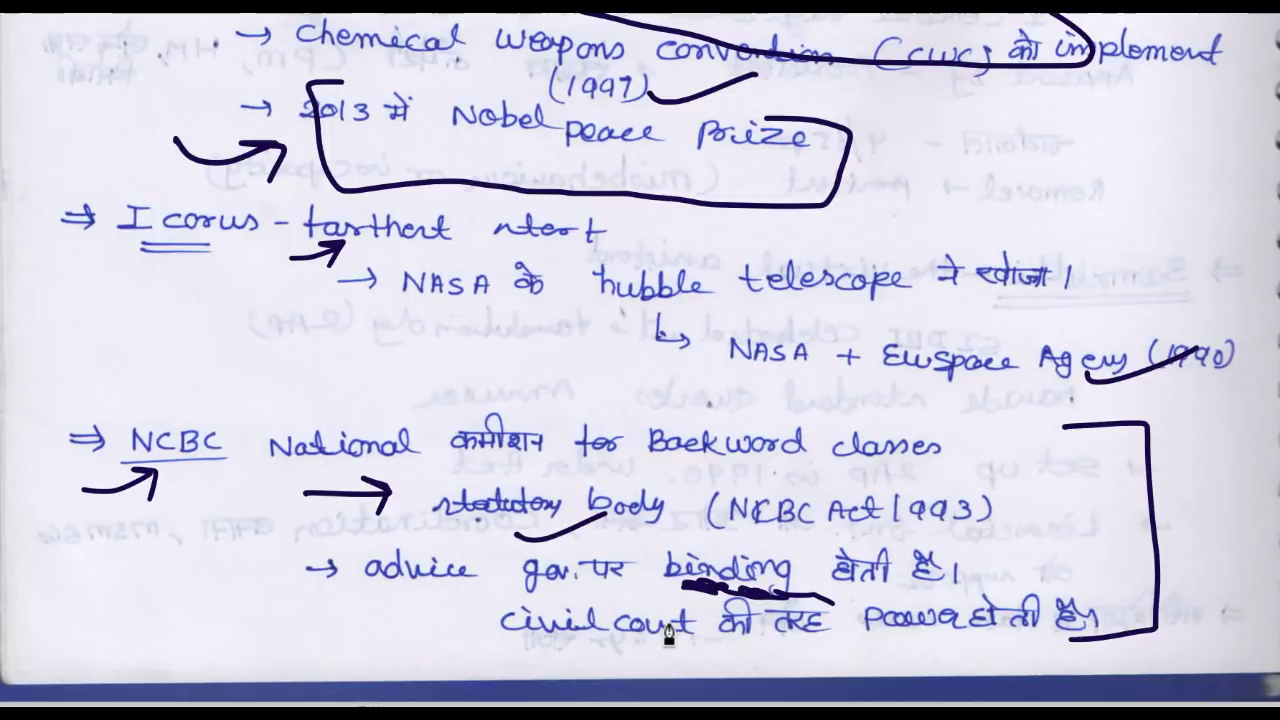 → Chemical weapons convention (CWC) को implement
(1997)
→ 2013 में Nobel peace Prize
⇒ Icarus - farthest star
→ NASA के hubble telescope ने खोजा।
↳ NASA + Eu space Agency (1990)
⇒ NCBC National कमीशन for Backword classes
statutory body (NCBC Act 1993)
→ advice gov. पर binding होती है।
civil court की तरह power होती है।